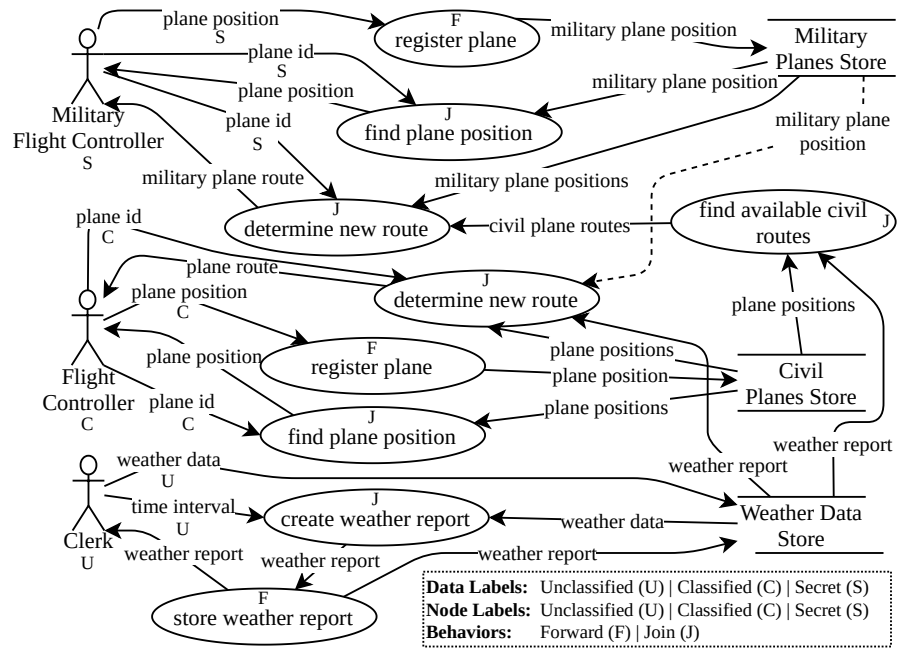 plane position
S
F
register plane
military plane position
Military
Planes Store
plane id
S
plane position
military plane position
J
find plane position
Military
Flight Controller
S
plane id
S
military plane
position
military plane route
military plane positions
J
determine new route
civil plane routes
find available civil
routes
J
plane id
C
plane route
J
determine new route
plane position
C
plane positions
F
register plane
plane position
plane positions
plane position
Civil
Planes Store
Flight
Controller
C
plane id
C
J
find plane position
plane positions
weather report
weather report
weather data
U
time interval
U
J
create weather report
weather data
Weather Data
Store
Clerk
U
weather report
weather report
weather report
F
store weather report
Data Labels: Unclassified (U) | Classified (C) | Secret (S)
Node Labels: Unclassified (U) | Classified (C) | Secret (S)
Behaviors: Forward (F) | Join (J)